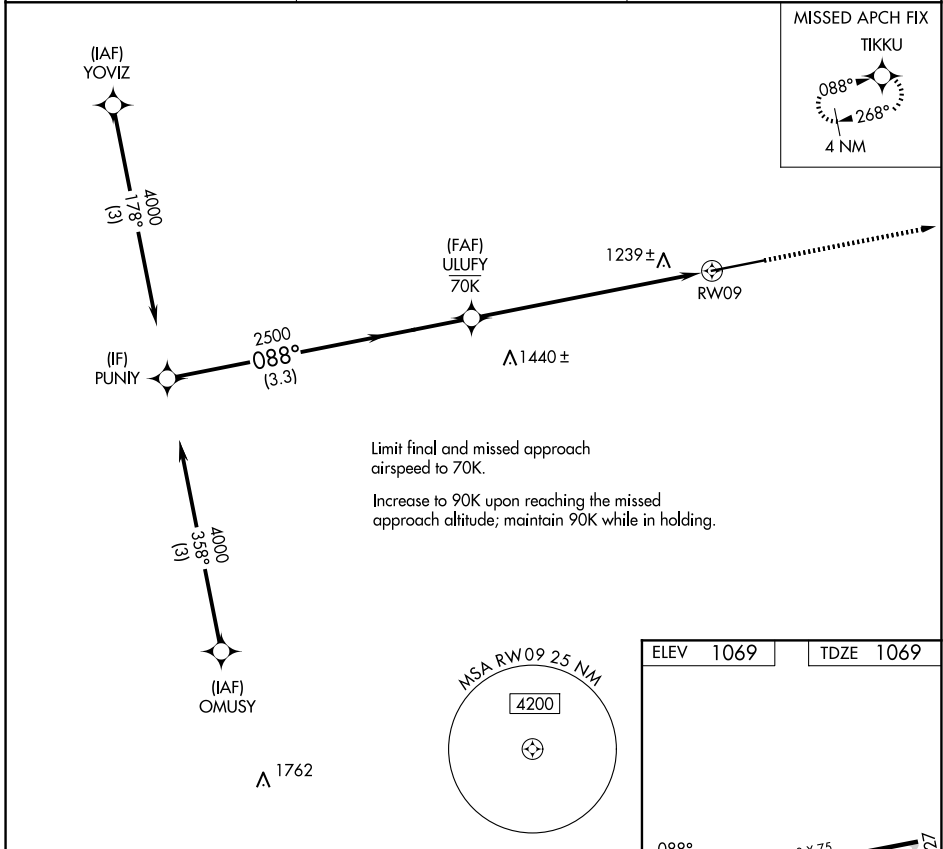 MISSED APCH FIX
TIKKU
088°
268°
4 NM
(IAF)
YOVIZ
4000
178°
(3)
(FAF)
ULUFY
70K
1239±
RW09
2500
088°
(3.3)
(IF)
PUNIY
1440±
Limit final and missed approach
airspeed to 70K.
Increase to 90K upon reaching the missed
approach altitude; maintain 90K while in holding.
4000
358°
(3)
(IAF)
OMUSY
1762
MSA RW09 25 NM
4200
ELEV 1069
TDZE 1069
088°
X 75
27